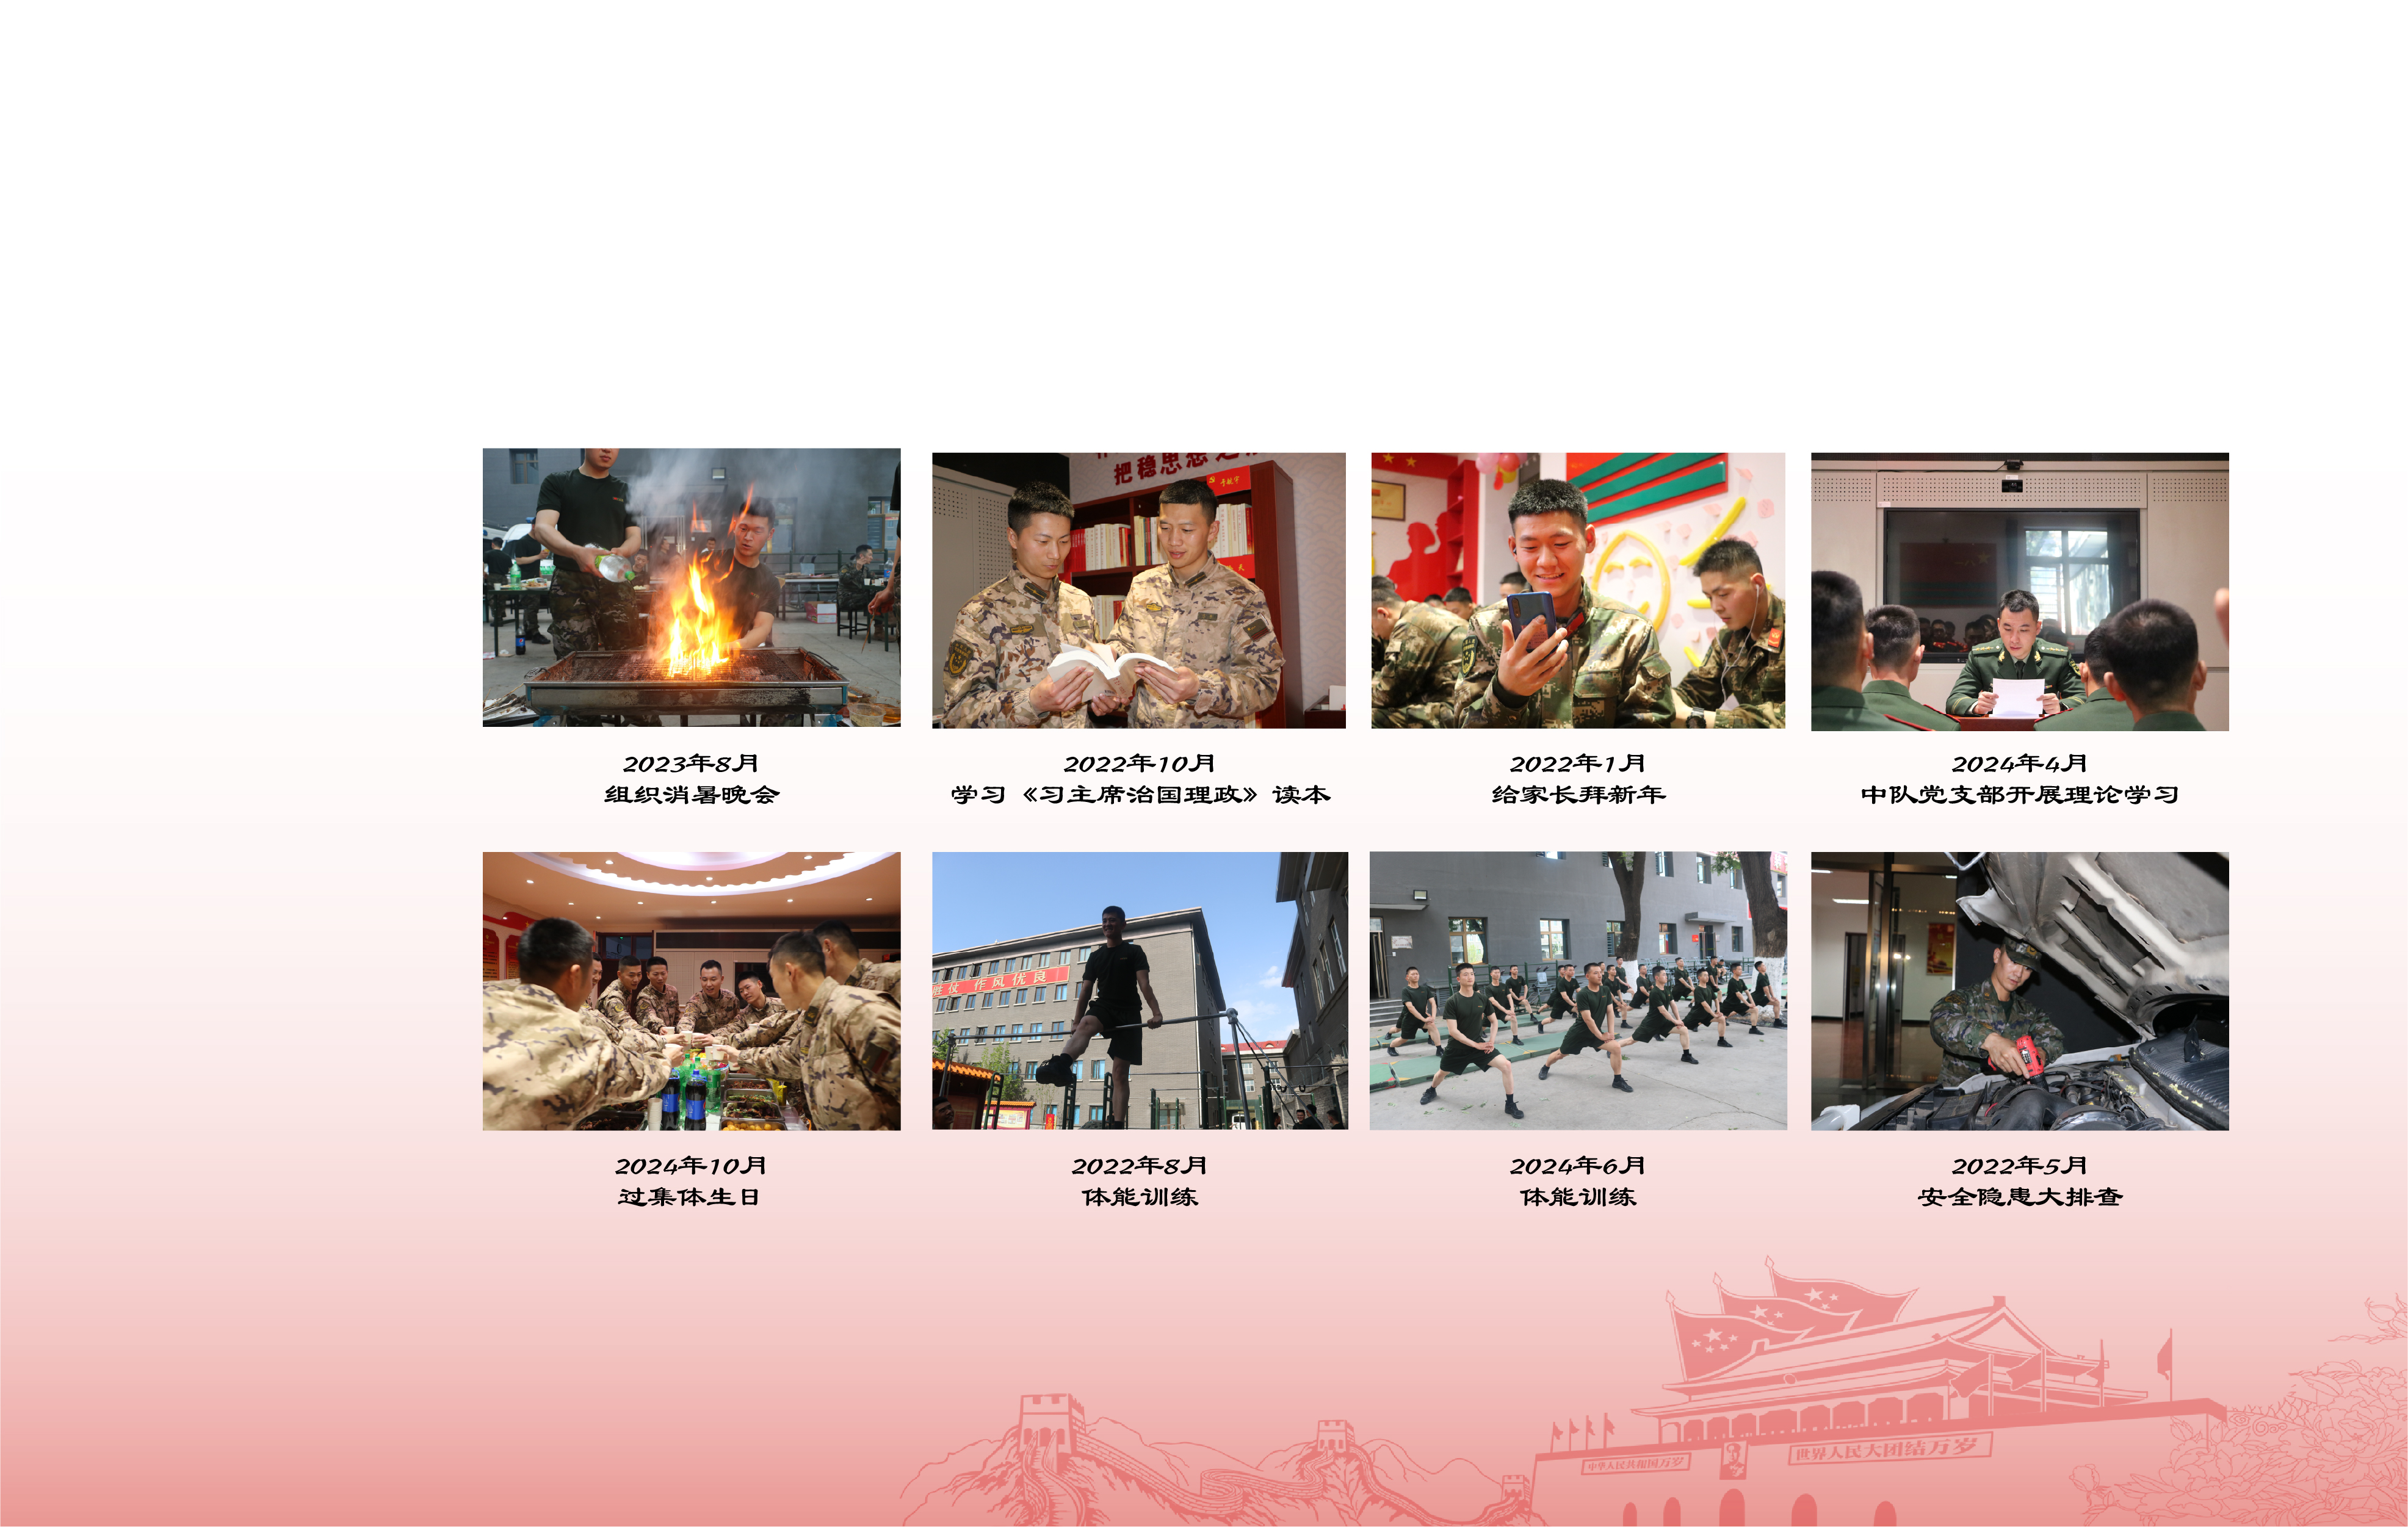 把稳思想之
2023年8月
组织消暑晚会
2022年10月
学习《习主席治国理政》读本
2022年1月
给家长拜新年
2024年4月
中队党支部开展理论学习
胜仗 作风优良
2024年10月
过集体生日
2022年8月
体能训练
2024年6月
体能训练
2022年5月
安全隐患大排查
中华人民共和国万岁
世界人民大团结万岁